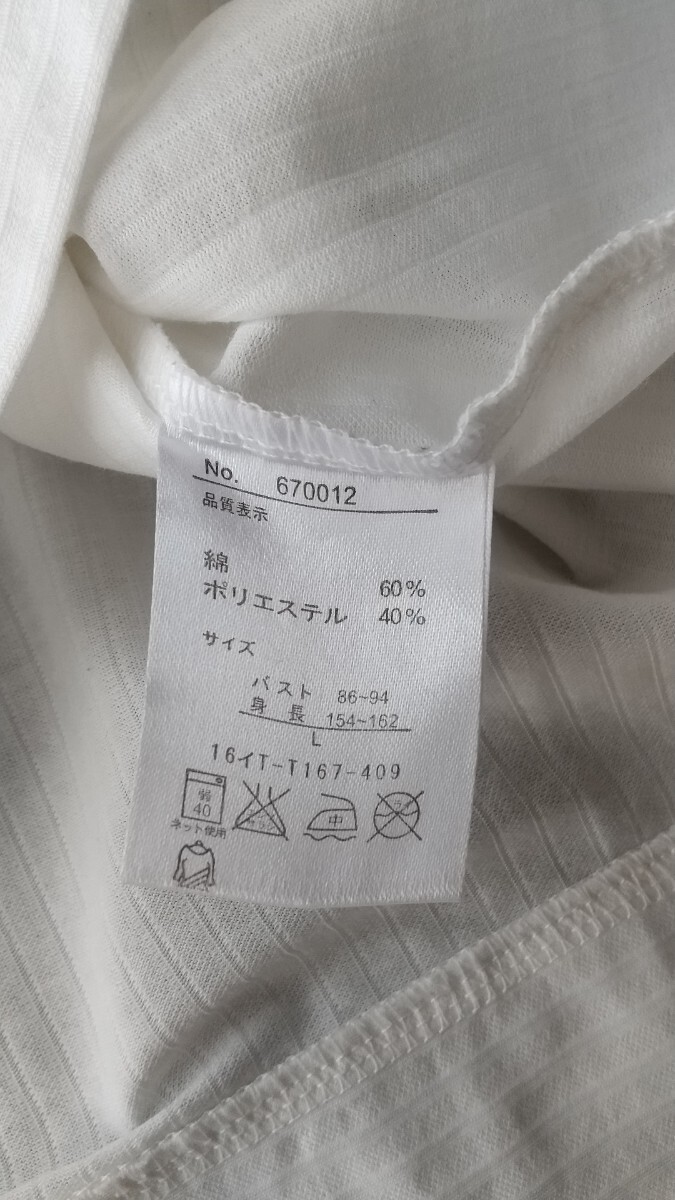 No. 670012
品質表示
綿 60%
ポリエステル 40%
サイズ
バスト 86~94
身長 154~162
L
16イT-T167-409
弱
40
中
ネット使用